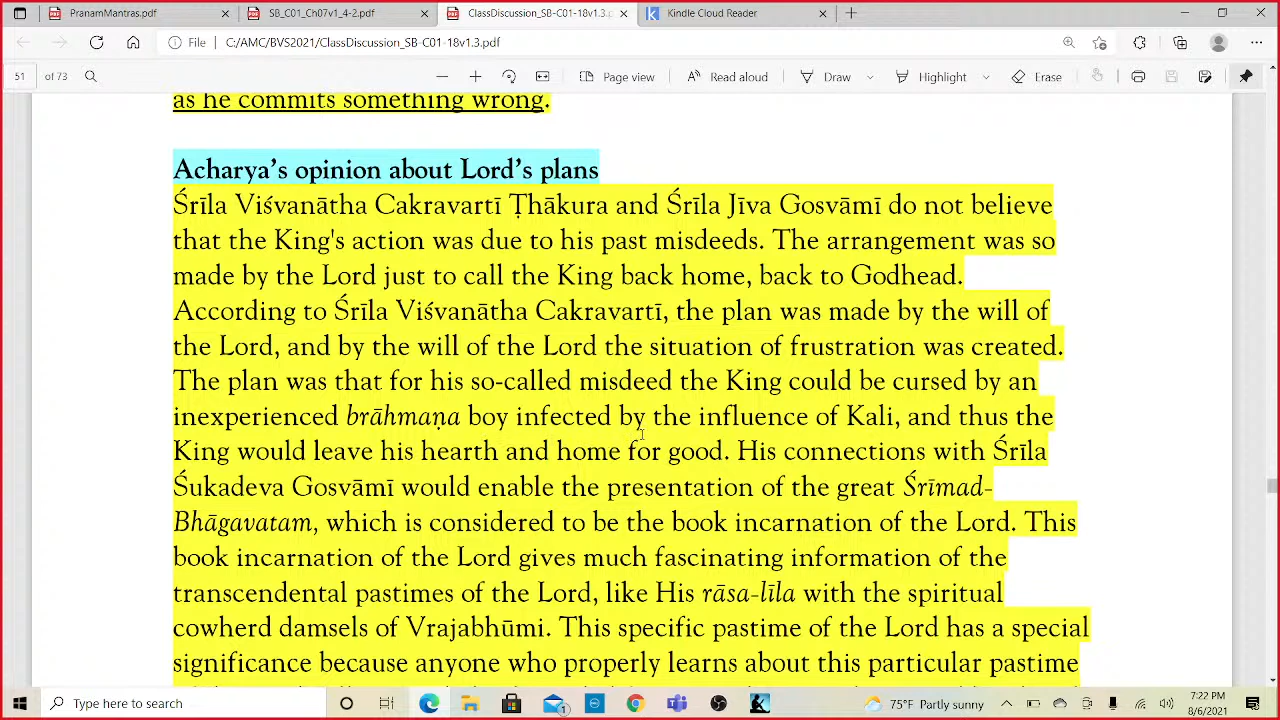 PranamMantras.pdf
SB_C01_Ch07v1_4-2.pdf
ClassDiscussion_SB-C01-18v1.3.p
Kindle Cloud Reader
File C:/AMC/BVS2021/ClassDiscussion_SB-C01-18v1.3.pdf
51 of 73
Page view
Read aloud
Draw
Highlight
Erase
as he commits something wrong.
Acharya's opinion about Lord's plans
Śrīla Viśvanātha Cakravartī Ṭhākura and Śrīla Jīva Gosvāmī do not believe
that the King's action was due to his past misdeeds. The arrangement was so
made by the Lord just to call the King back home, back to Godhead.
According to Śrīla Viśvanātha Cakravartī, the plan was made by the will of
the Lord, and by the will of the Lord the situation of frustration was created.
The plan was that for his so-called misdeed the King could be cursed by an
inexperienced brāhmaṇa boy infected by the influence of Kali, and thus the
King would leave his hearth and home for good. His connections with Śrīla
Śukadeva Gosvāmī would enable the presentation of the great Śrīmad-
Bhāgavatam, which is considered to be the book incarnation of the Lord. This
book incarnation of the Lord gives much fascinating information of the
transcendental pastimes of the Lord, like His rāsa-līla with the spiritual
cowherd damsels of Vrajabhūmi. This specific pastime of the Lord has a special
significance because anyone who properly learns about this particular pastime
Type here to search
75°F Partly sunny
7:22 PM
8/6/2021